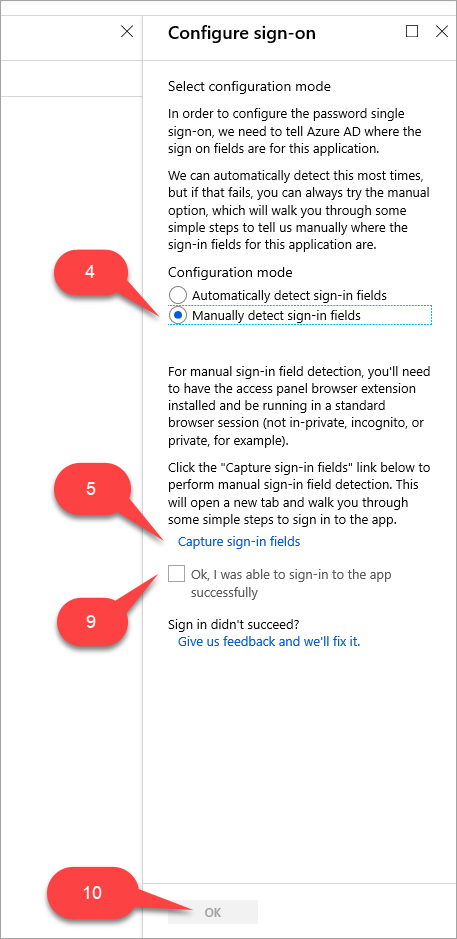 Configure sign-on
Select configuration mode
In order to configure the password single
sign-on, we need to tell Azure AD where the
sign on fields are for this application.
We can automatically detect this most times,
but if that fails, you can always try the manual
option, which will walk you through some
simple steps to tell us manually where the
sign-in fields for this application are.
4
Configuration mode
Automatically detect sign-in fields
Manually detect sign-in fields
For manual sign-in field detection, you'll need
to have the access panel browser extension
installed and be running in a standard
browser session (not in-private, incognito, or
private, for example).
Click the "Capture sign-in fields" link below to
5
perform manual sign-in field detection. This
will open a new tab and walk you through
some simple steps to sign in to the app.
Capture sign-in fields
Ok, I was able to sign-in to the app
successfully
9
Sign in didn't succeed?
Give us feedback and we'll fix it.
10
OK